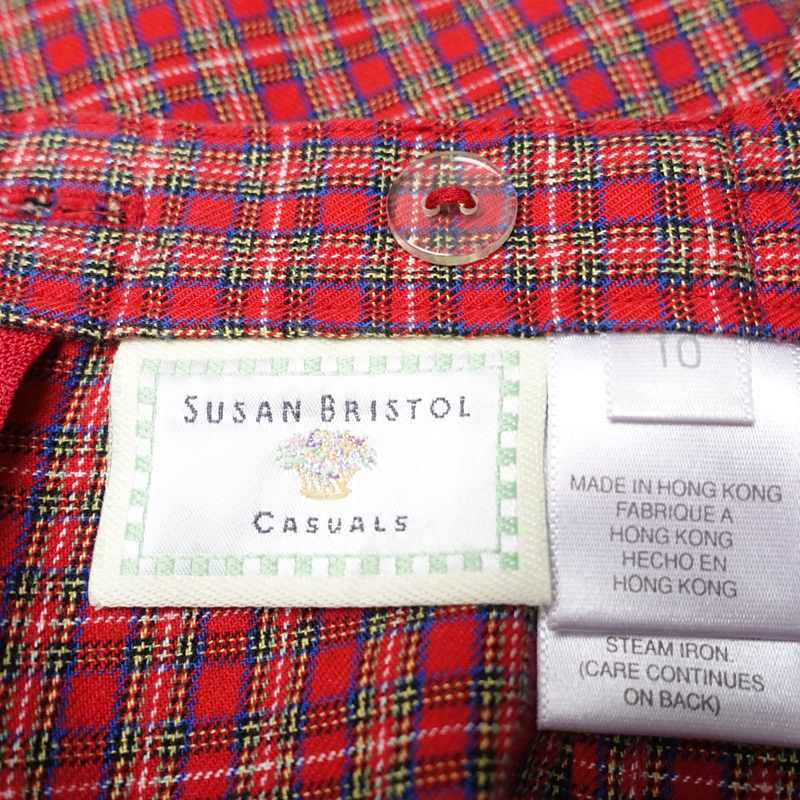 SUSAN BRISTOL
CASUALS
10
MADE IN HONG KONG
FABRIQUE A
HONG KONG
HECHO EN
HONG KONG
STEAM IRON.
(CARE CONTINUES
ON BACK)